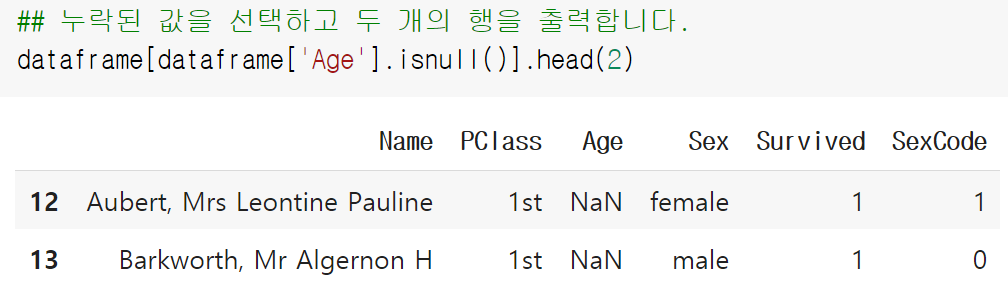 ## 누락된 값을 선택하고 두 개의 행을 출력합니다.
dataframe[dataframe['Age'].isnull()].head(2)
Name PClass Age Sex Survived SexCode
12 Aubert, Mrs Leontine Pauline 1st NaN female 1 1
13 Barkworth, Mr Algernon H 1st NaN male 1 0